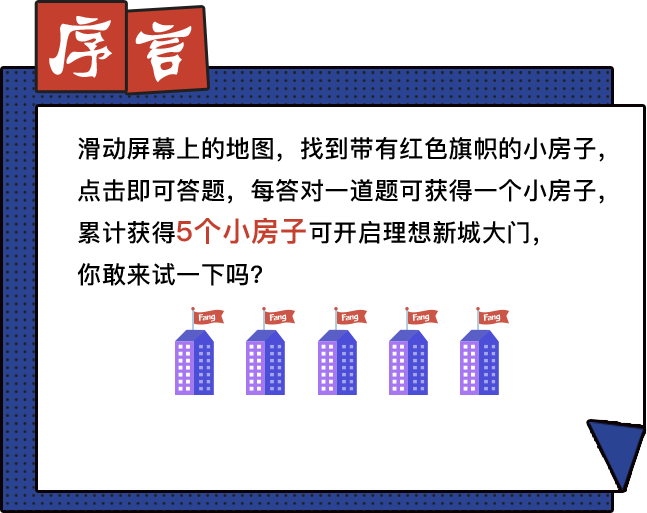 序言
滑动屏幕上的地图，找到带有红色旗帜的小房子，
点击即可答题，每答对一道题可获得一个小房子，
累计获得5个小房子可开启理想新城大门，
你敢来试一下吗?
Fang Fang Fang Fang Fang